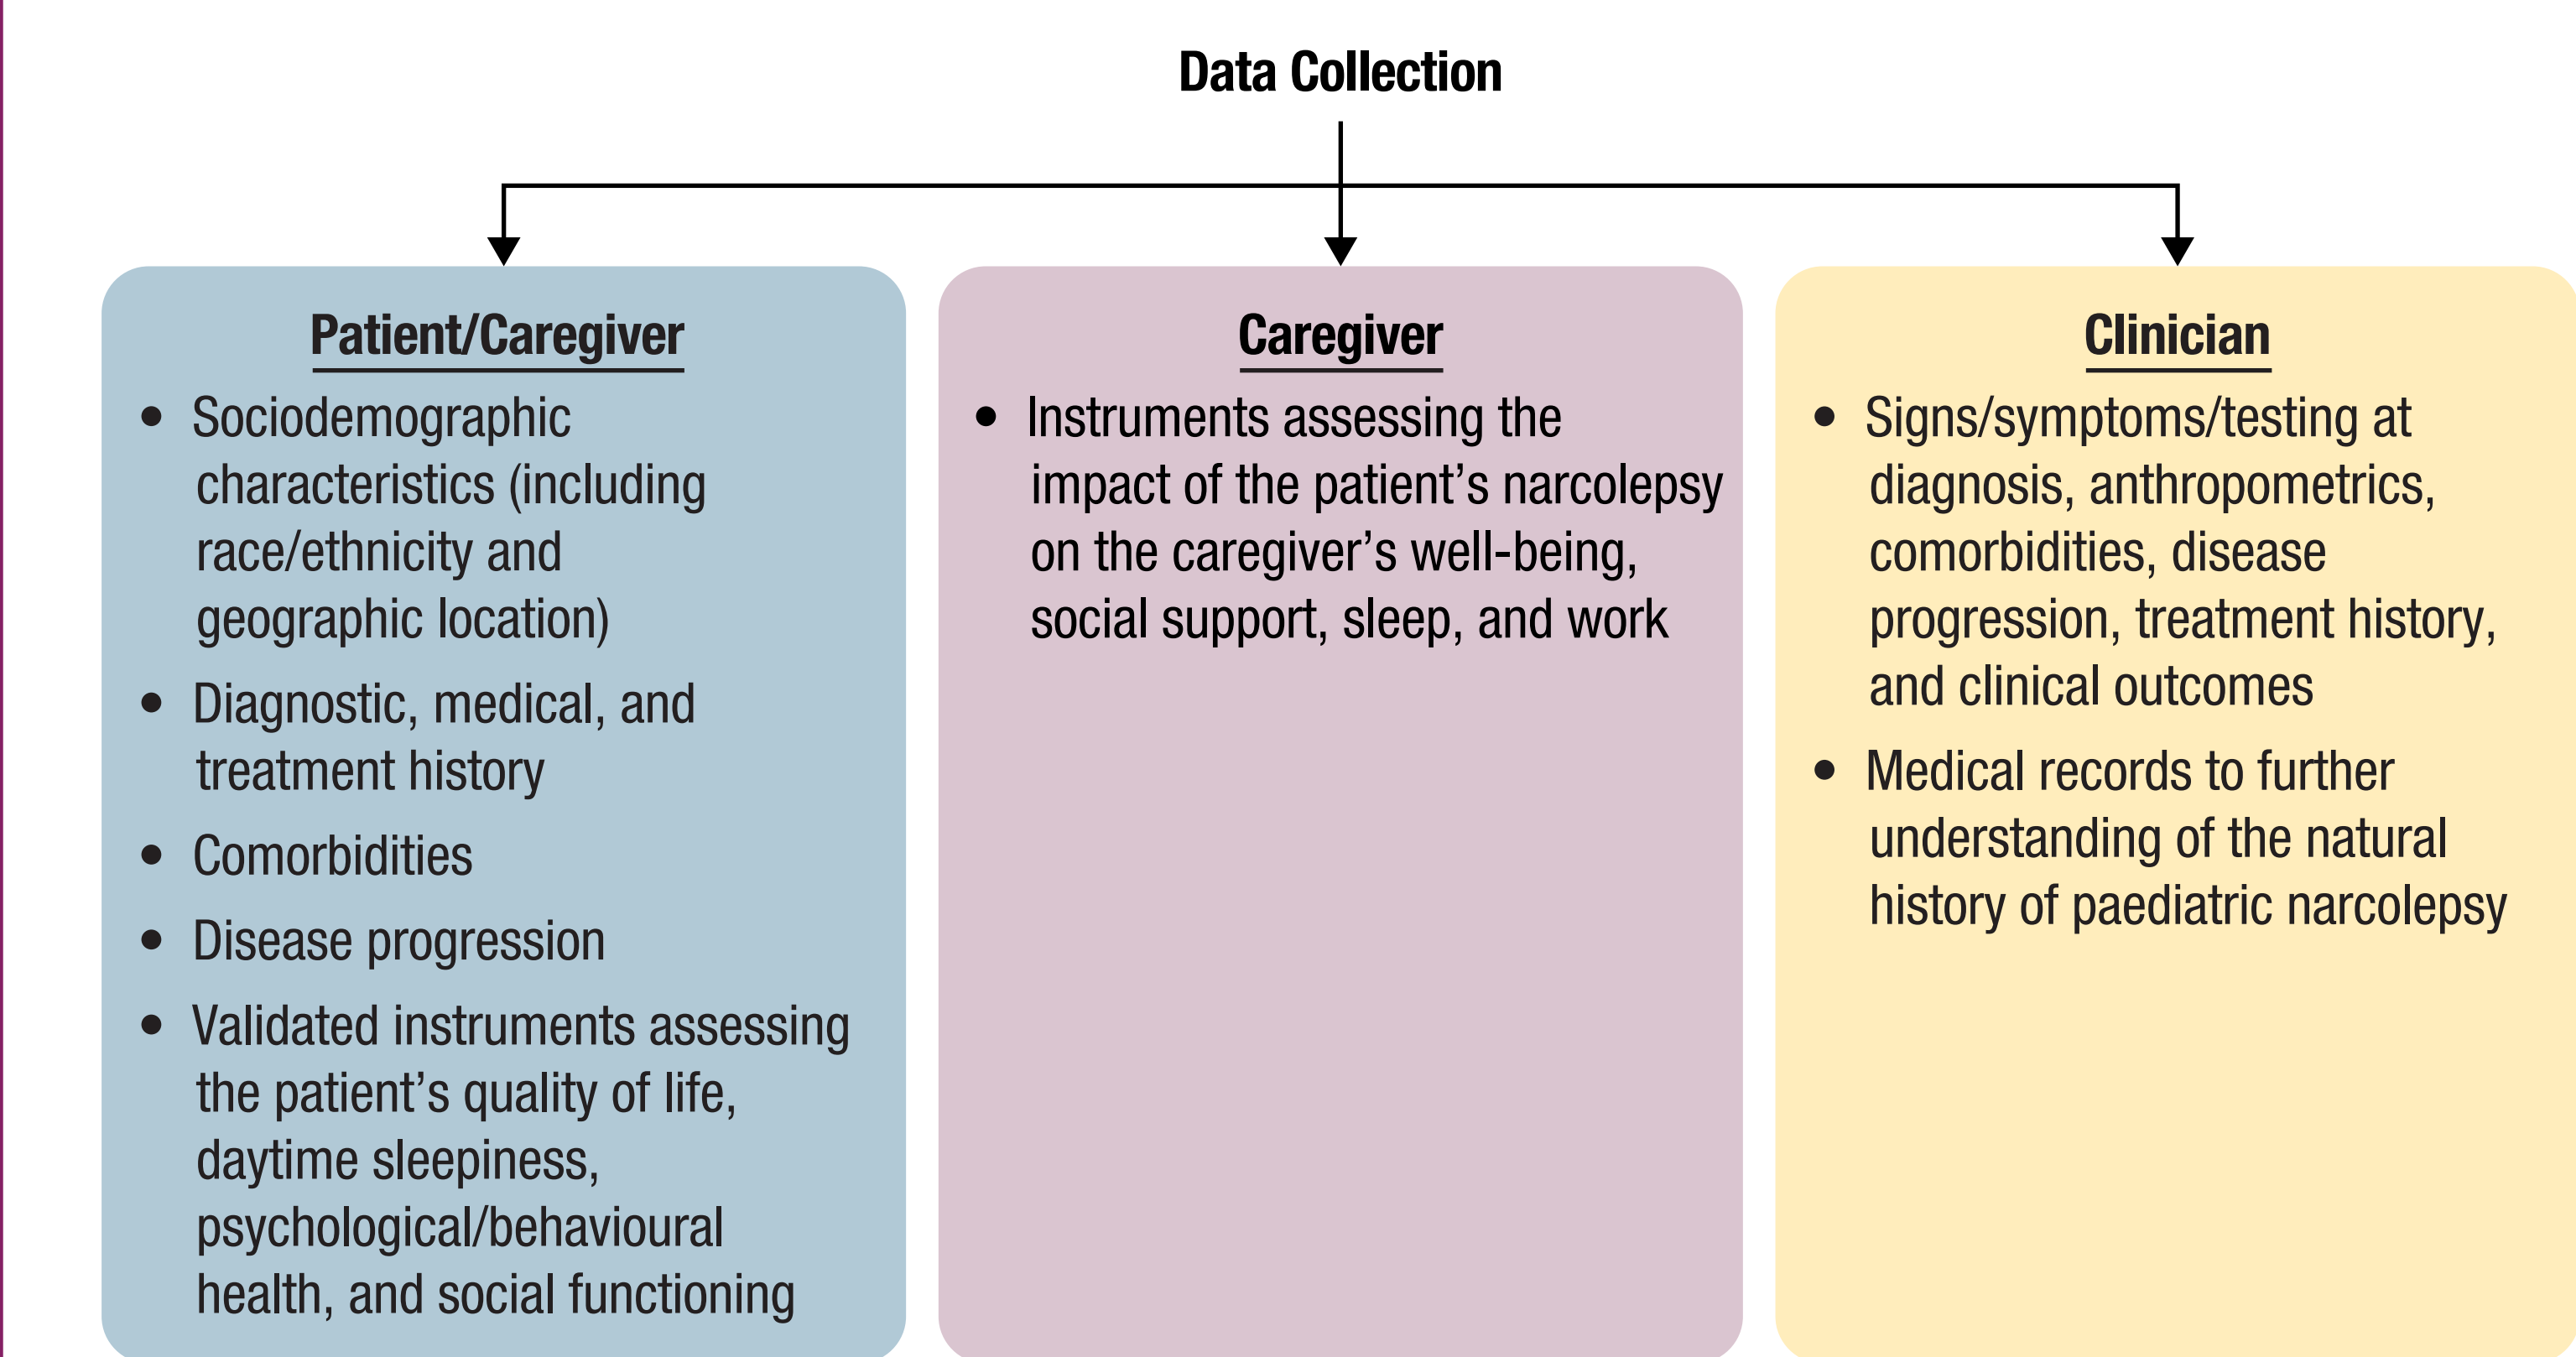 Data Collection
Patient/Caregiver
• Sociodemographic
characteristics (including
race/ethnicity and
geographic location)
• Diagnostic, medical, and
treatment history
• Comorbidities
• Disease progression
• Validated instruments assessing
the patient’s quality of life,
daytime sleepiness,
psychological/behavioural
health, and social functioning
Caregiver
• Instruments assessing the
impact of the patient’s narcolepsy
on the caregiver’s well-being,
social support, sleep, and work
Clinician
• Signs/symptoms/testing at
diagnosis, anthropometrics,
comorbidities, disease
progression, treatment history,
and clinical outcomes
• Medical records to further
understanding of the natural
history of paediatric narcolepsy